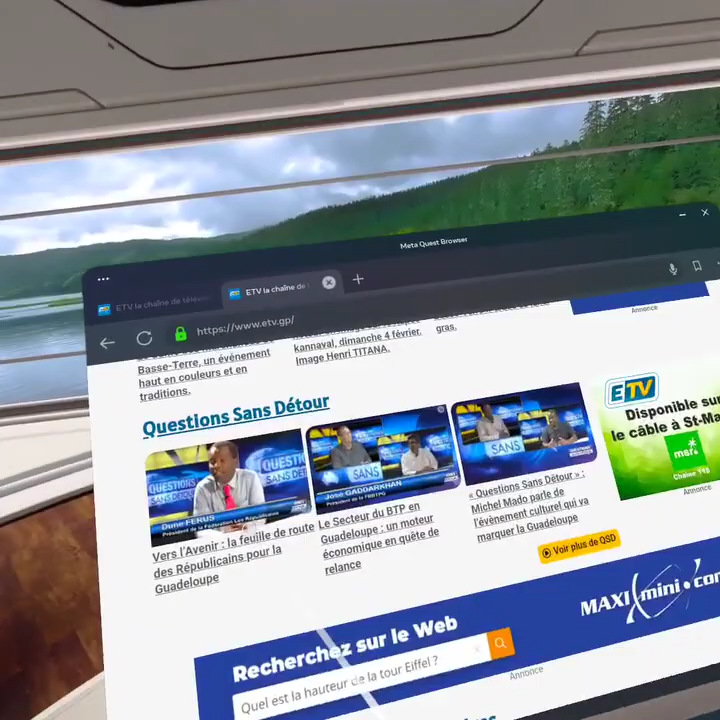 Meta Quest Browser
ETV la chaîne de télév
ETV la chaîne de
https://www.etv.gp/
Basse-Terre, un événement
haut en couleurs et en
traditions.
kannaval, dimanche 4 février.
Image Henri TITANA.
gras.
Annonce
Questions Sans Détour
QUESTIONS
SANS
Dune FERUS
Président de la Fédération Les Républicains
Vers l'Avenir : la feuille de route
des Républicains pour la
Guadeloupe
SANS
José GADDARKHAN
Président de la FRBTPG
Le Secteur du BTP en
Guadeloupe : un moteur
économique en quête de
relance
SANS
« Questions Sans Détour » :
Michel Mado parle de
l'évènement culturel qui va
marquer la Guadeloupe
ETV
Disponible sur
le câble à St-Ma
Annonce
Voir plus de QSD
MAXI mini.com
Recherchez sur le Web
Quel est la hauteur de la tour Eiffel ?
Annonce